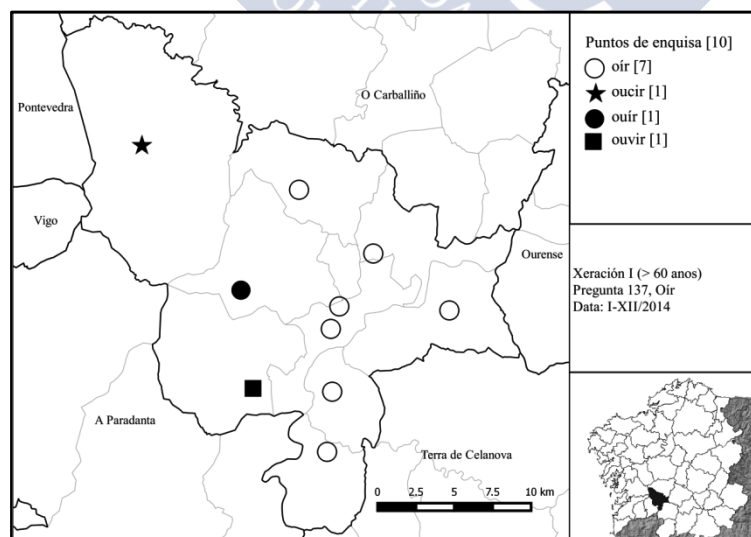 Pontevedra
O Carballiño
Vigo
Ourense
A Paradanta
Terra de Celanova
0 2.5 5 7.5 10 km
Puntos de enquisa [10]
oír [7]
oucir [1]
ouír [1]
ouvir [1]
Xeración I (> 60 anos)
Pregunta 137, Oír
Data: I-XII/2014